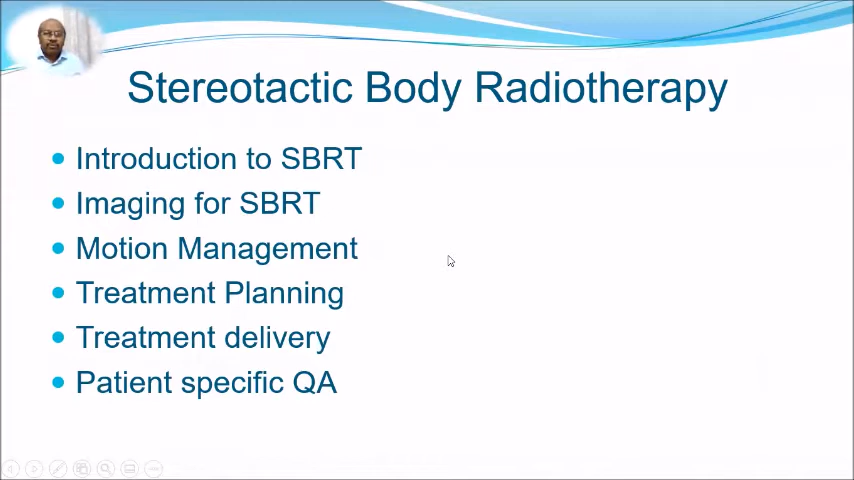 Stereotactic Body Radiotherapy
Introduction to SBRT
Imaging for SBRT
Motion Management
Treatment Planning
Treatment delivery
Patient specific QA